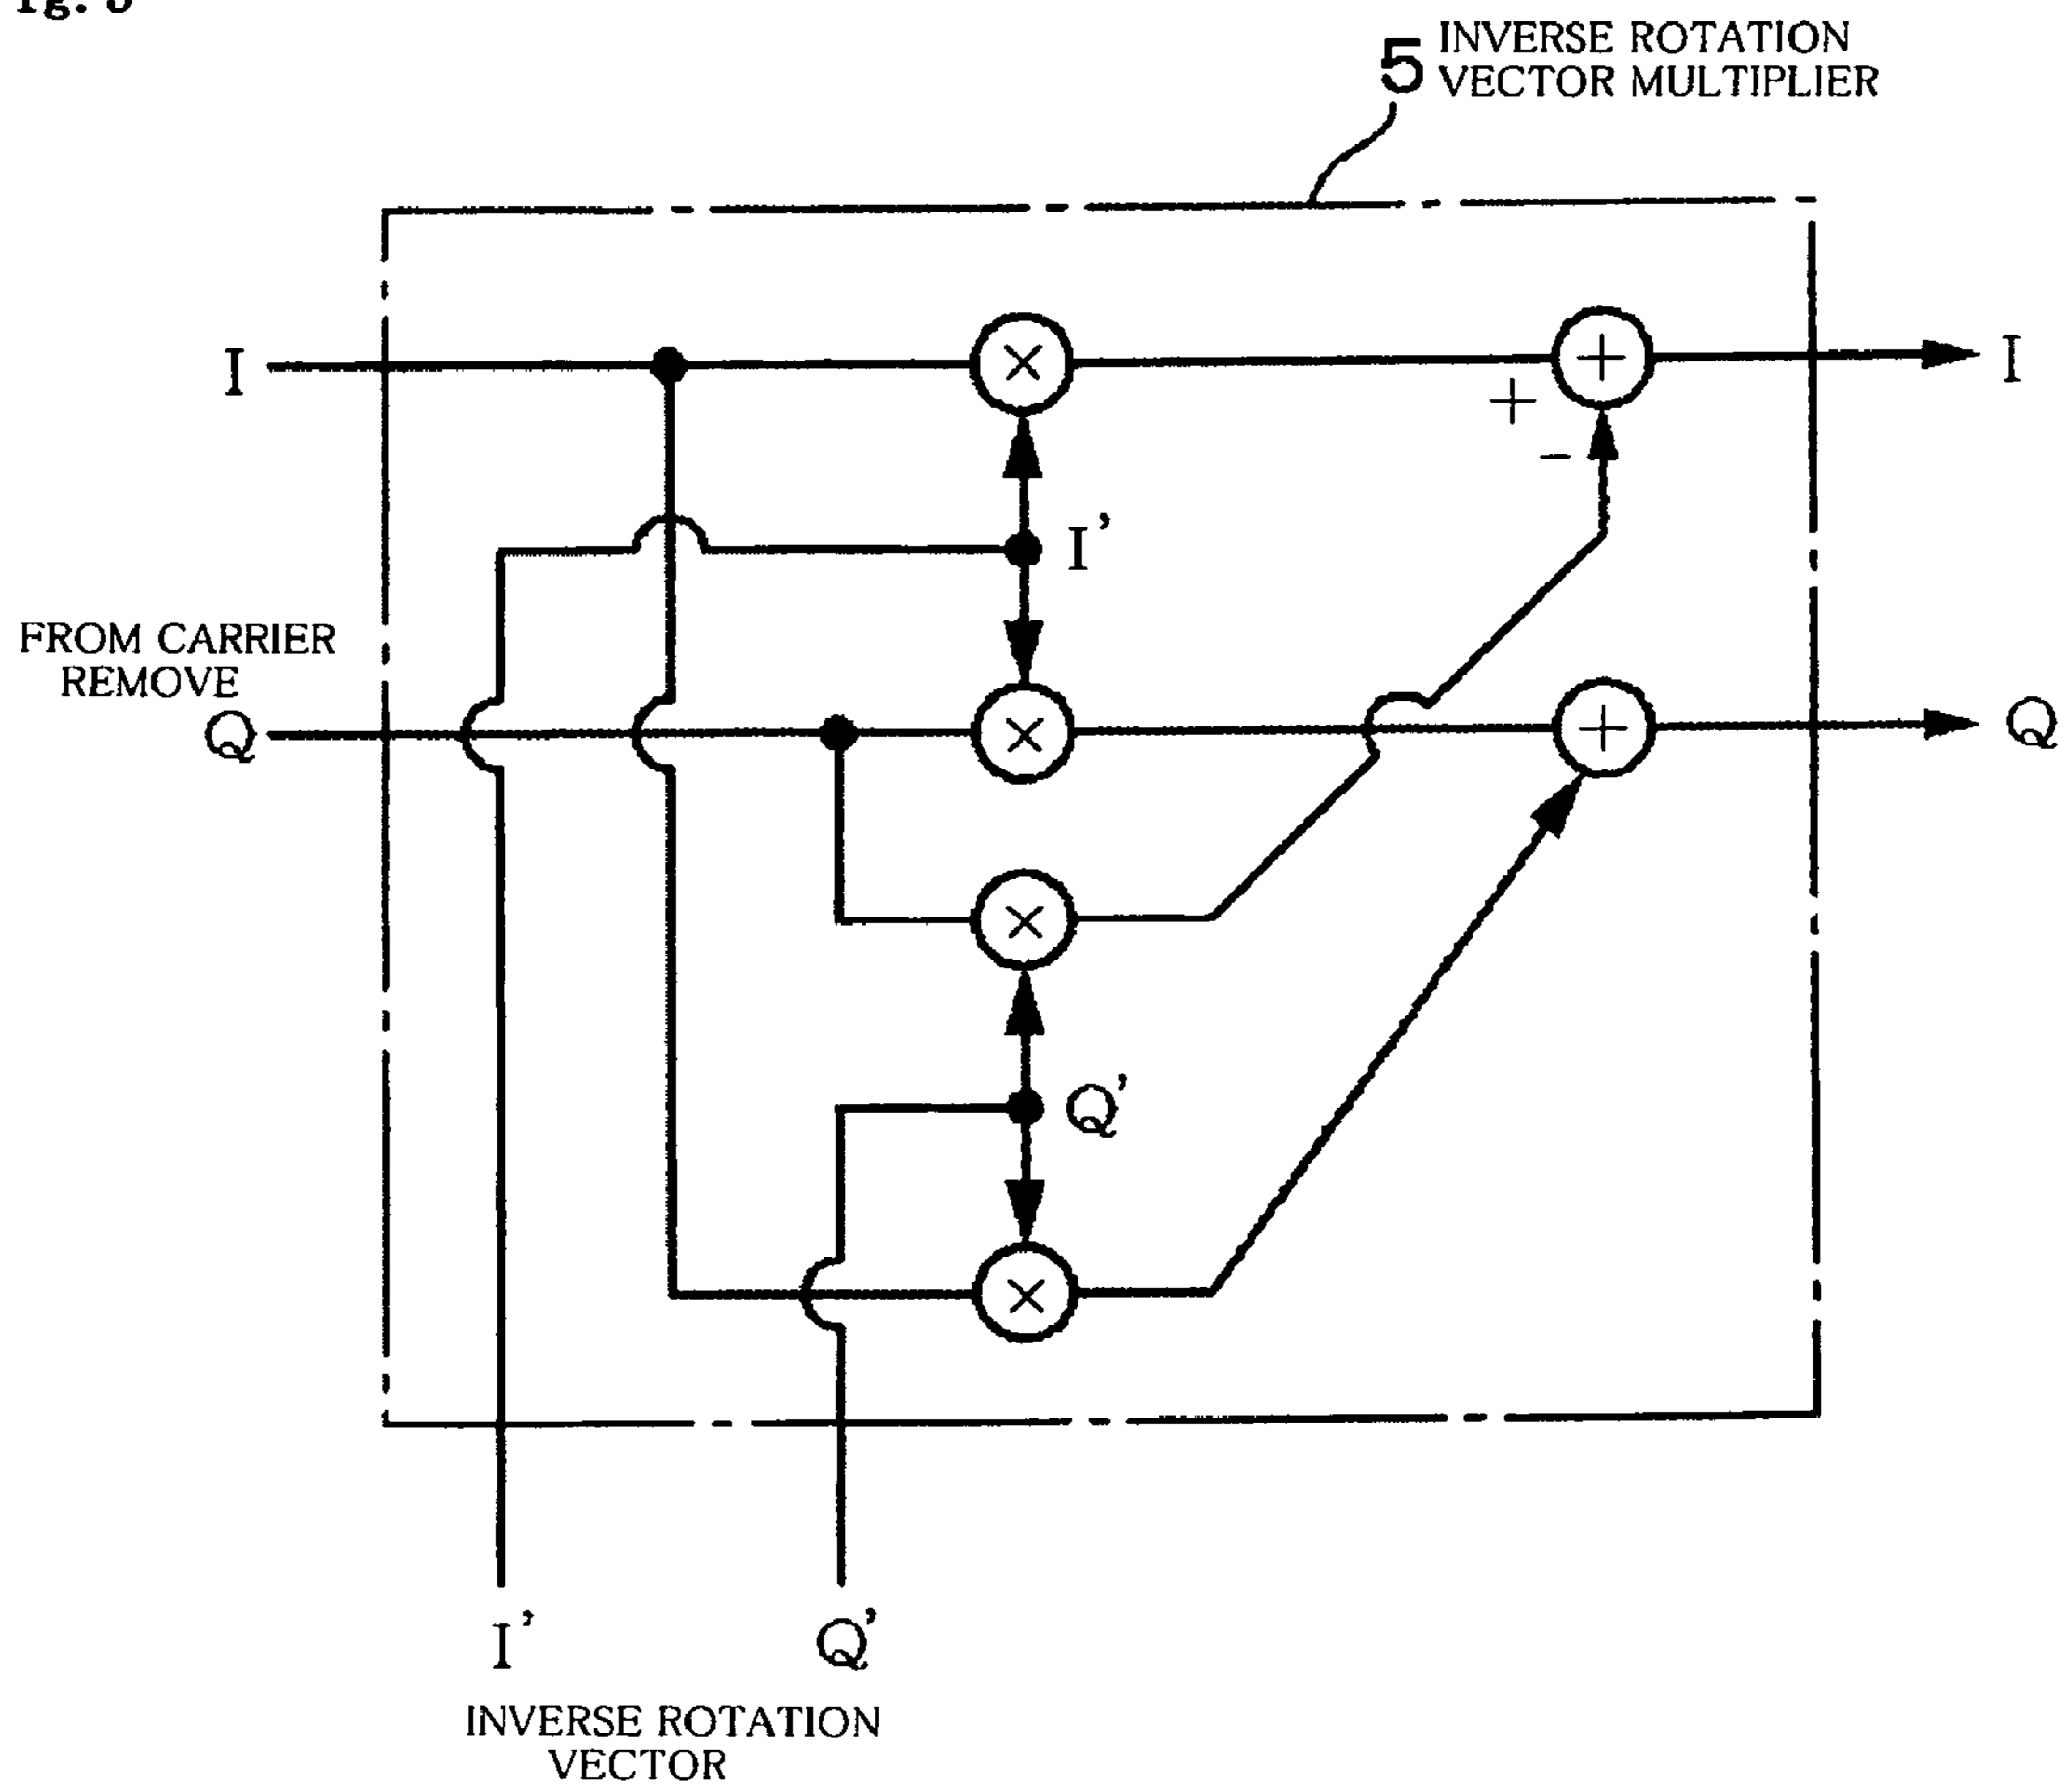 5 INVERSE ROTATION
VECTOR MULTIPLIER
I
I
+
−
I'
FROM CARRIER
REMOVE
Q
Q
Q'
I'
Q'
INVERSE ROTATION
VECTOR